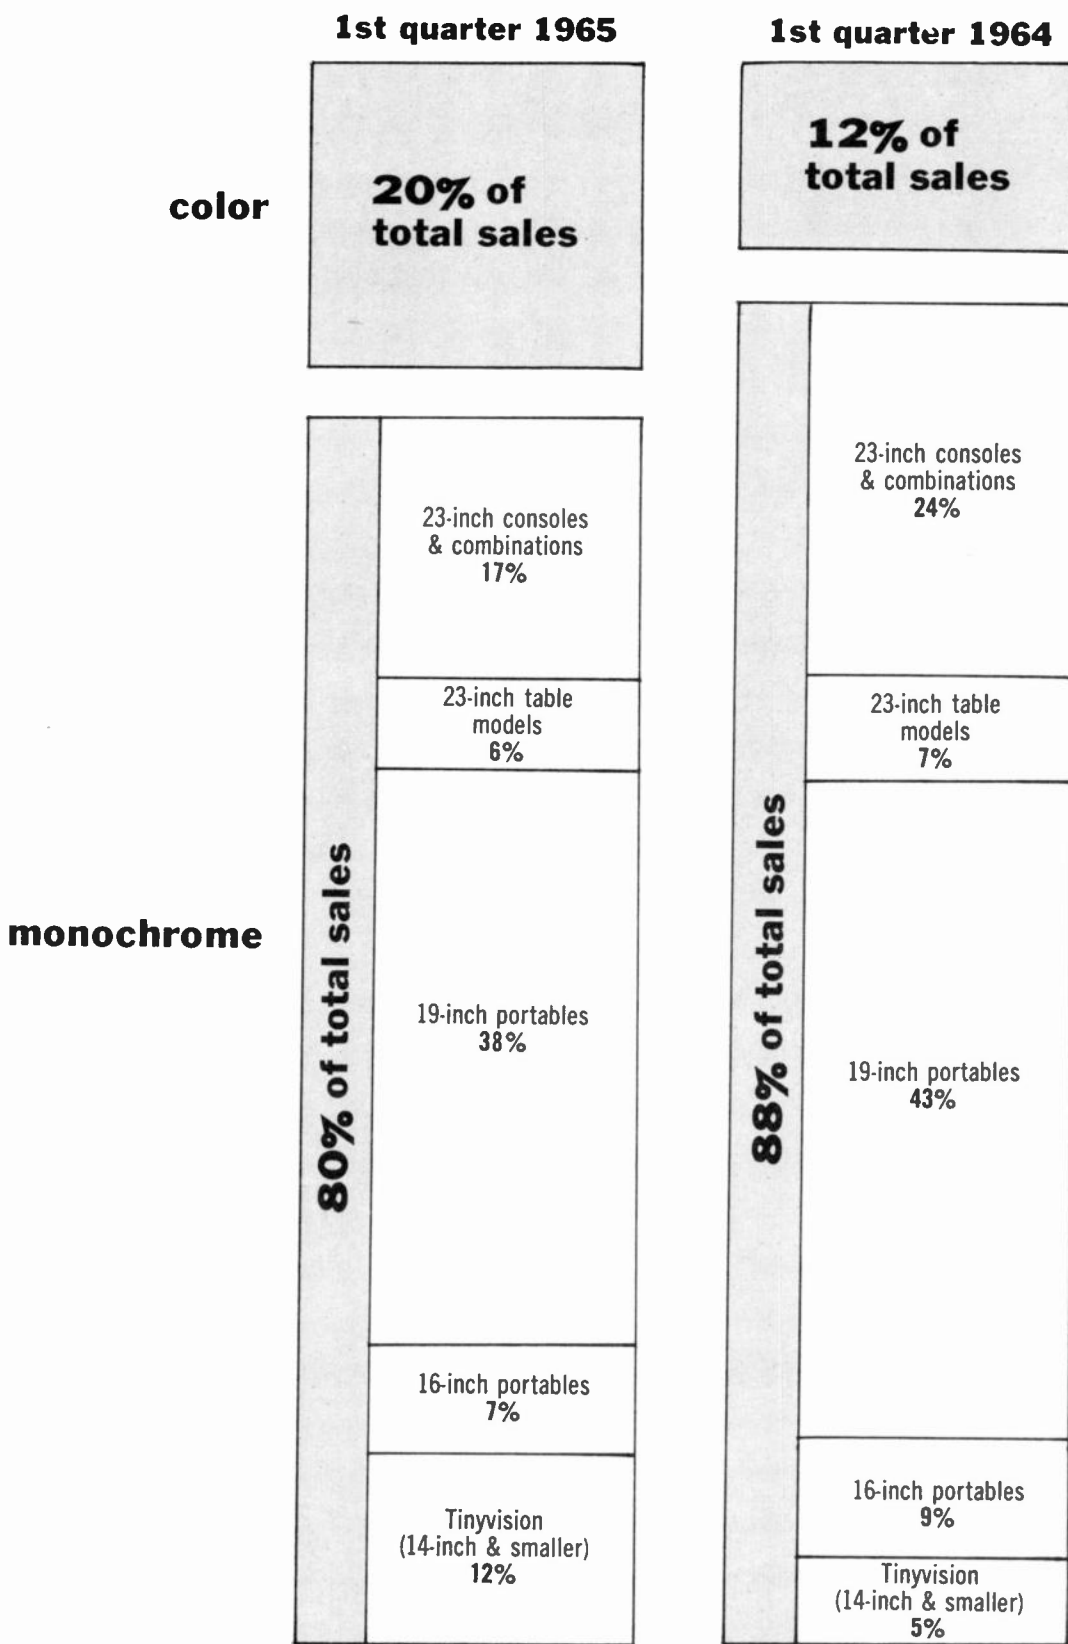 1st quarter 1965
1st quarter 1964
color
20% of
total sales
12% of
total sales
monochrome
80% of total sales
23-inch consoles
& combinations
17%
23-inch table
models
6%
19-inch portables
38%
16-inch portables
7%
Tinyvision
(14-inch & smaller)
12%
88% of total sales
23-inch consoles
& combinations
24%
23-inch table
models
7%
19-inch portables
43%
16-inch portables
9%
Tinyvision
(14-inch & smaller)
5%